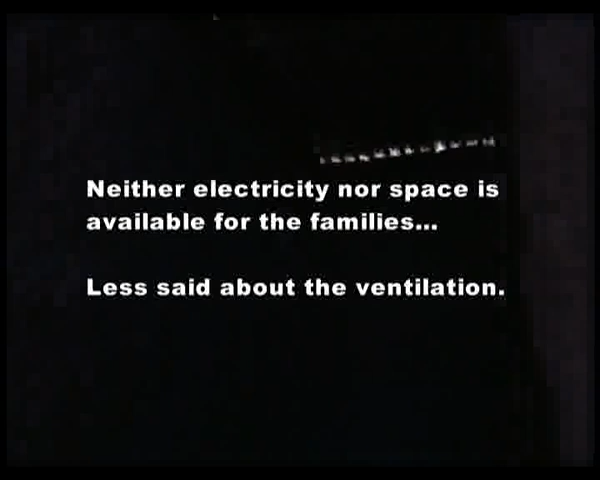 Neither electricity nor space is
available for the families...
Less said about the ventilation.